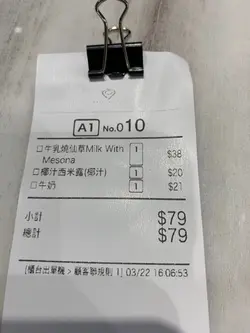 A1 No.010
□牛乳燒仙草Milk With Mesona 1 $38
□椰汁西米露(椰汁) 1 $20
□牛奶 1 $21
小計 $79
總計 $79
[櫃台出單機 > 顧客聯規則 1] 03/22 16:06:53